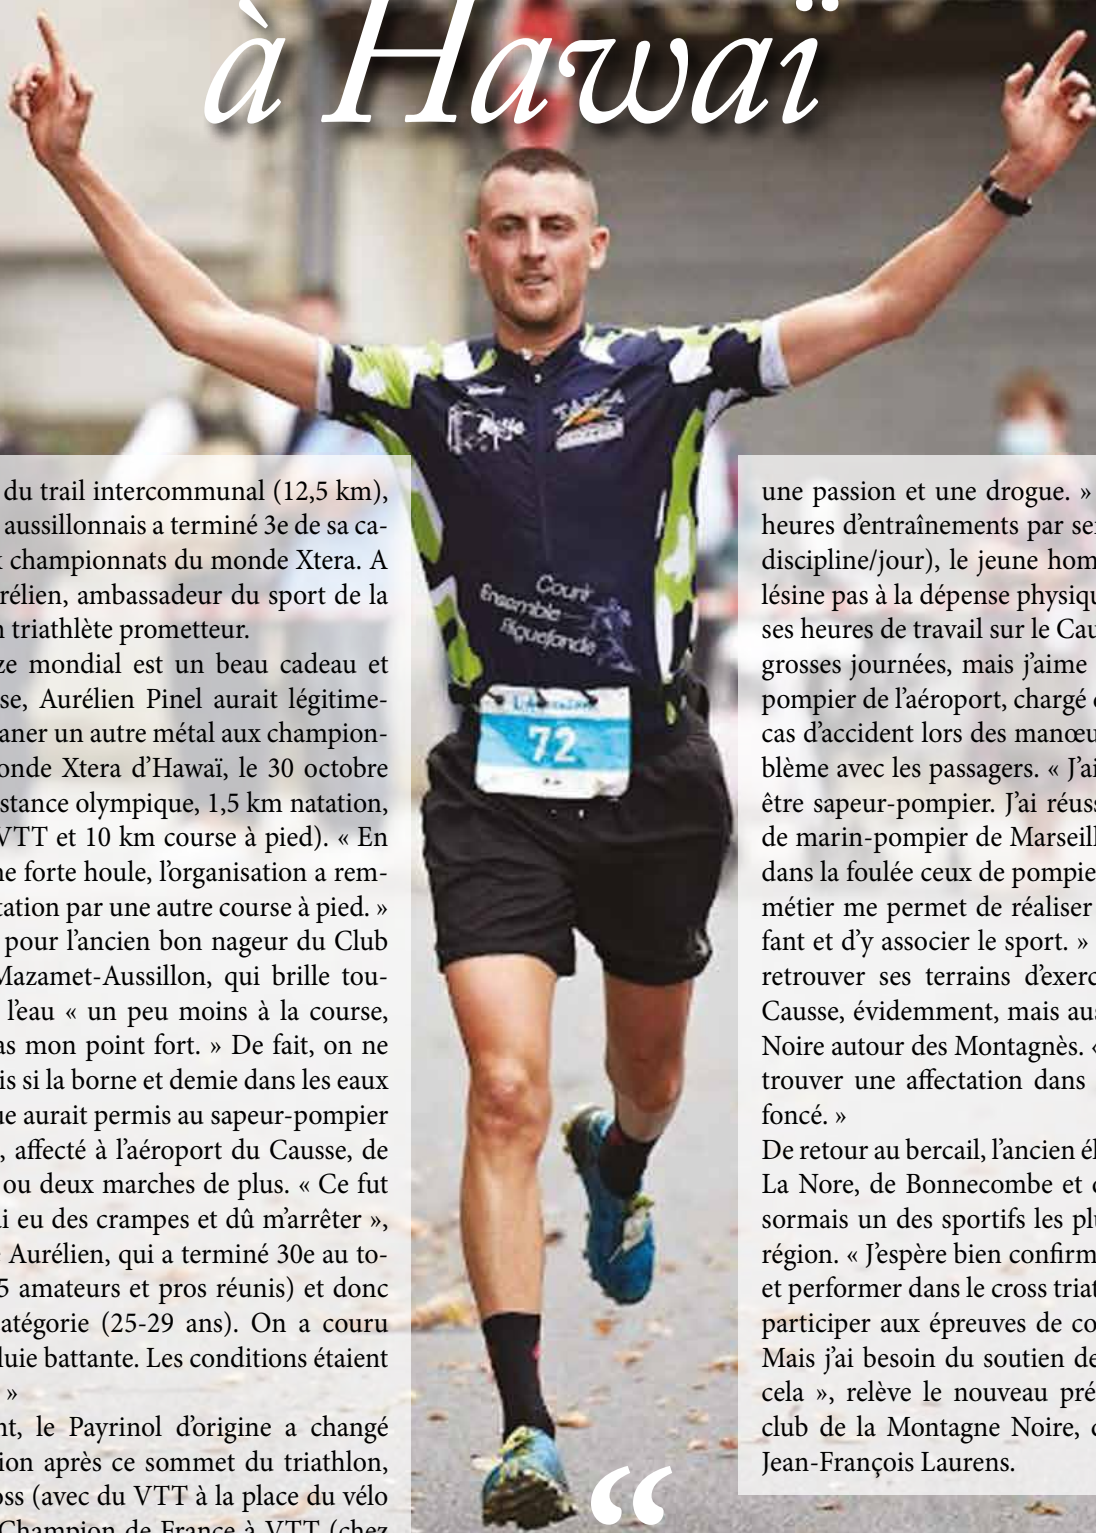 à Hawaï
du trail intercommunal (12,5 km),
aussillonnais a terminé 3e de sa ca-
championnats du monde Xtera. A
rélien, ambassadeur du sport de la
triathlète prometteur.
ze mondial est un beau cadeau et
se, Aurélien Pinel aurait légitime-
aner un autre métal aux champion-
onde Xtera d’Hawaï, le 30 octobre
stance olympique, 1,5 km natation,
VTT et 10 km course à pied). « En
ne forte houle, l’organisation a rem-
tation par une autre course à pied. »
pour l’ancien bon nageur du Club
Mazamet-Aussillon, qui brille tou-
l’eau « un peu moins à la course,
as mon point fort. » De fait, on ne
is si la borne et demie dans les eaux
ue aurait permis au sapeur-pompier
, affecté à l’aéroport du Causse, de
ou deux marches de plus. « Ce fut
i eu des crampes et dû m’arrêter »,
Aurélien, qui a terminé 30e au to-
5 amateurs et pros réunis) et donc
atégorie (25-29 ans). On a couru
luie battante. Les conditions étaient
»
nt, le Payrinol d’origine a changé
ion après ce sommet du triathlon,
oss (avec du VTT à la place du vélo
Champion de France à VTT (chez
Courir
Ensemble
Aiguefonde
72
“
une passion et une drogue. »
heures d’entraînements par se
discipline/jour), le jeune hom
lésine pas à la dépense physiqu
ses heures de travail sur le Cau
grosses journées, mais j’aime
pompier de l’aéroport, chargé
cas d’accident lors des manœu
blème avec les passagers. « J’ai
être sapeur-pompier. J’ai réuss
de marin-pompier de Marseill
dans la foulée ceux de pompie
métier me permet de réaliser
fant et d’y associer le sport. »
retrouver ses terrains d’exerc
Causse, évidemment, mais aus
Noire autour des Montagnès. «
trouver une affectation dans
foncé. »
De retour au bercail, l’ancien él
La Nore, de Bonnecombe et
sormais un des sportifs les plu
région. « J’espère bien confirm
et performer dans le cross triat
participer aux épreuves de co
Mais j’ai besoin du soutien de
cela », relève le nouveau pré
club de la Montagne Noire,
Jean-François Laurens.